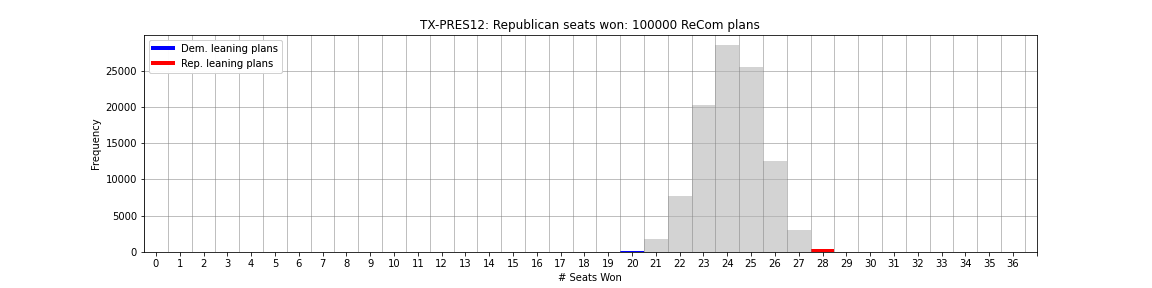 TX-PRES12: Republican seats won: 100000 ReCom plans
Dem. leaning plans
Rep. leaning plans
Frequency
25000
20000
15000
10000
5000
0
0 1 2 3 4 5 6 7 8 9 10 11 12 13 14 15 16 17 18 19 20 21 22 23 24 25 26 27 28 29 30 31 32 33 34 35 36
# Seats Won